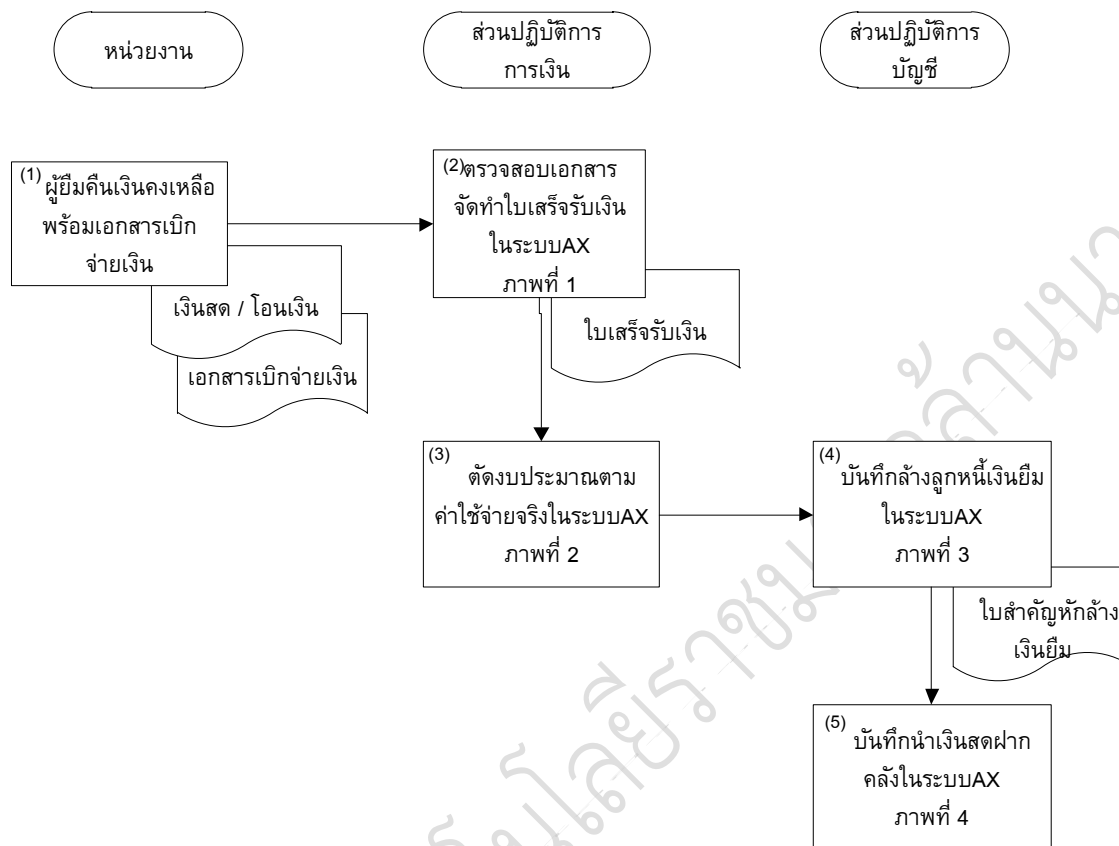 หน่วยงาน
ส่วนปฏิบัติการ
การเงิน
ส่วนปฏิบัติการ
บัญชี
(1) ผู้ยืมคืนเงินคงเหลือ
พร้อมเอกสารเบิก
จ่ายเงิน
เงินสด / โอนเงิน
เอกสารเบิกจ่ายเงิน
(2) ตรวจสอบเอกสาร
จัดทำใบเสร็จรับเงิน
ในระบบAX
ภาพที่ 1
ใบเสร็จรับเงิน
(3)
ตัดงบประมาณตาม
ค่าใช้จ่ายจริงในระบบAX
ภาพที่ 2
(4)
บันทึกล้างลูกหนี้เงินยืม
ในระบบAX
ภาพที่ 3
ใบสำคัญหักล้าง
เงินยืม
(5)
บันทึกนำเงินสดฝาก
คลังในระบบAX
ภาพที่ 4